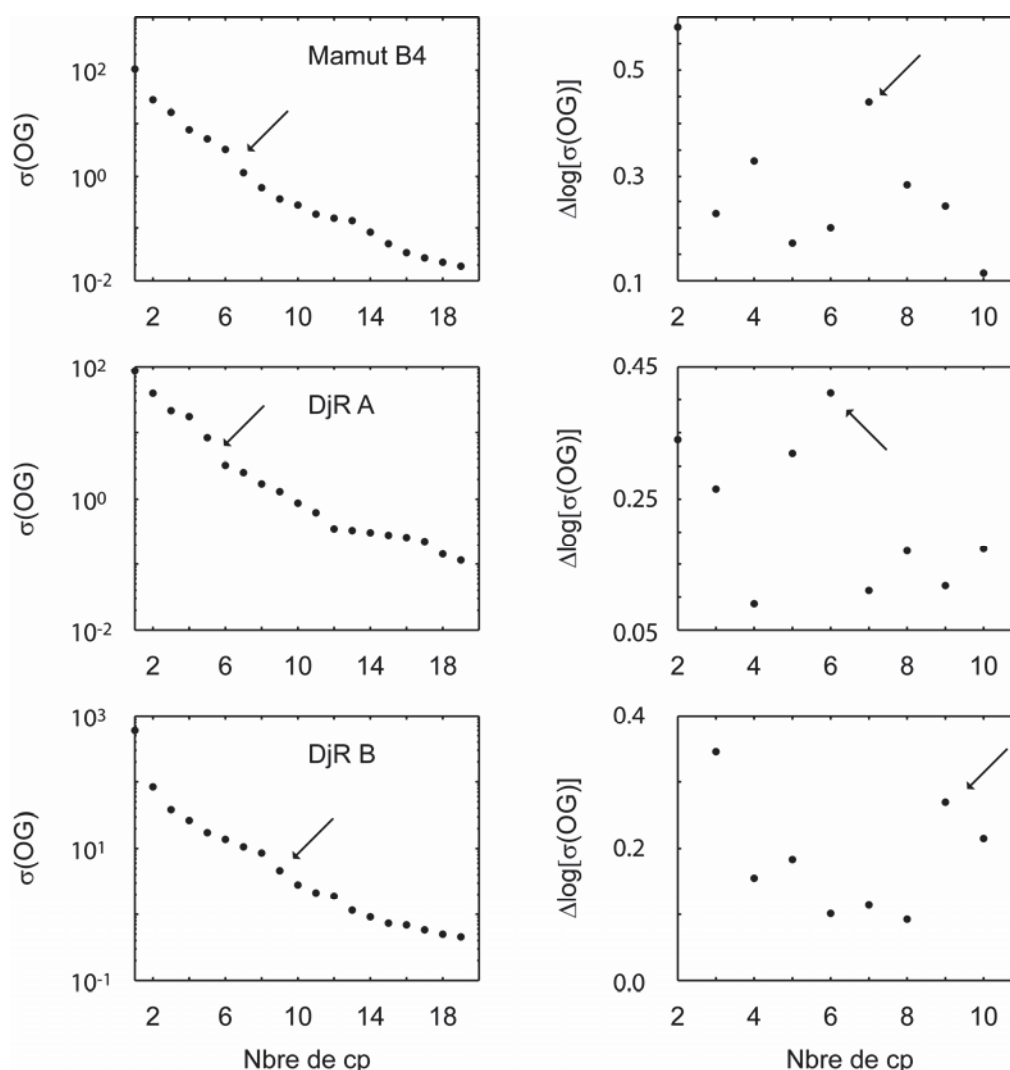 Mamut B4
σ(OG)
10²
10⁰
10⁻²
2 6 10 14 18
Δlog[σ(OG)]
0.5
0.3
0.1
2 4 6 8 10
DjR A
σ(OG)
10²
10⁰
10⁻²
2 6 10 14 18
Δlog[σ(OG)]
0.45
0.25
0.05
2 4 6 8 10
DjR B
σ(OG)
10³
10¹
10⁻¹
2 6 10 14 18
Nbre de cp
Δlog[σ(OG)]
0.4
0.2
0.0
2 4 6 8 10
Nbre de cp